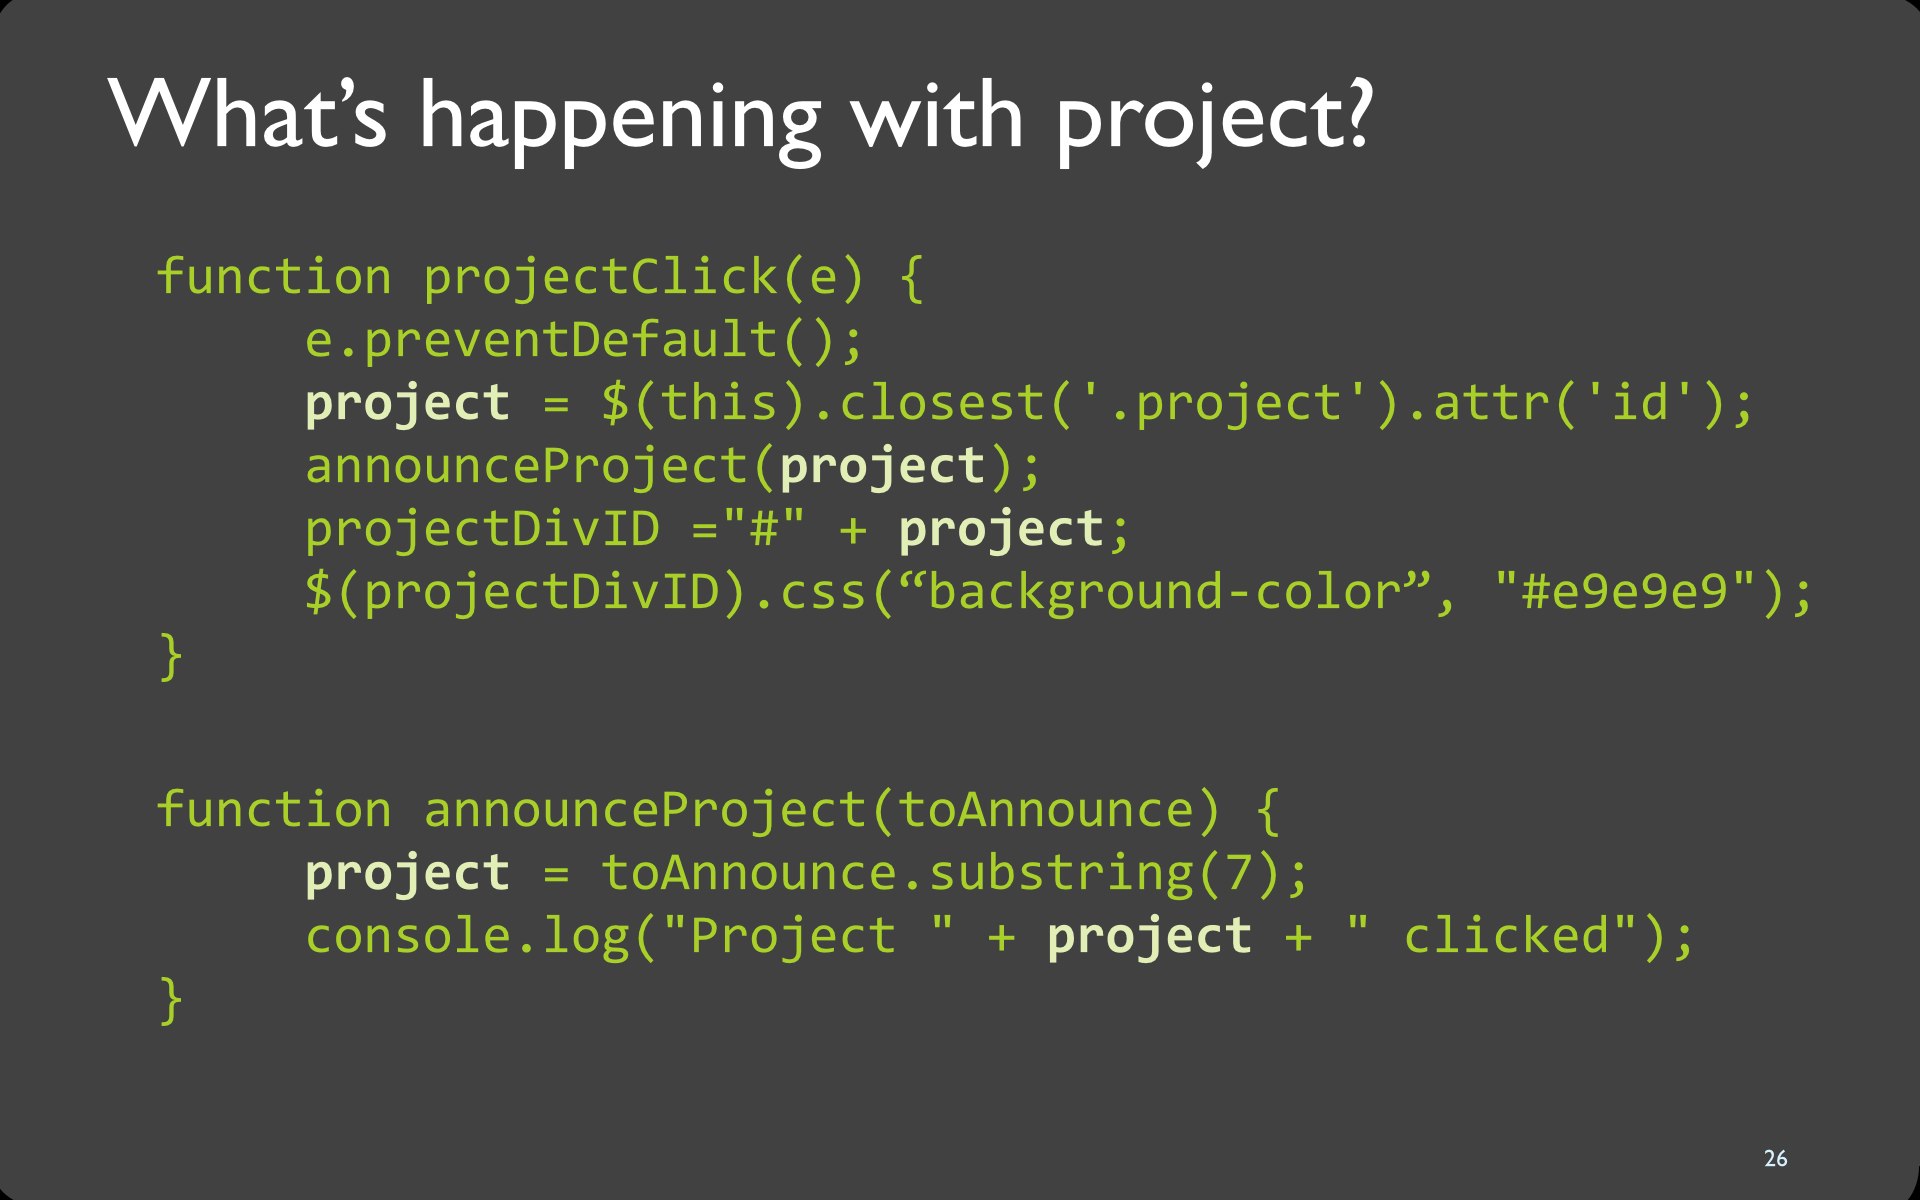 What’s happening with project?
function projectClick(e) {
e.preventDefault();
project = $(this).closest('.project').attr('id');
announceProject(project);
projectDivID ="#" + project;
$(projectDivID).css(“background-color”, "#e9e9e9");
}
function announceProject(toAnnounce) {
project = toAnnounce.substring(7);
console.log("Project " + project + " clicked");
}
26